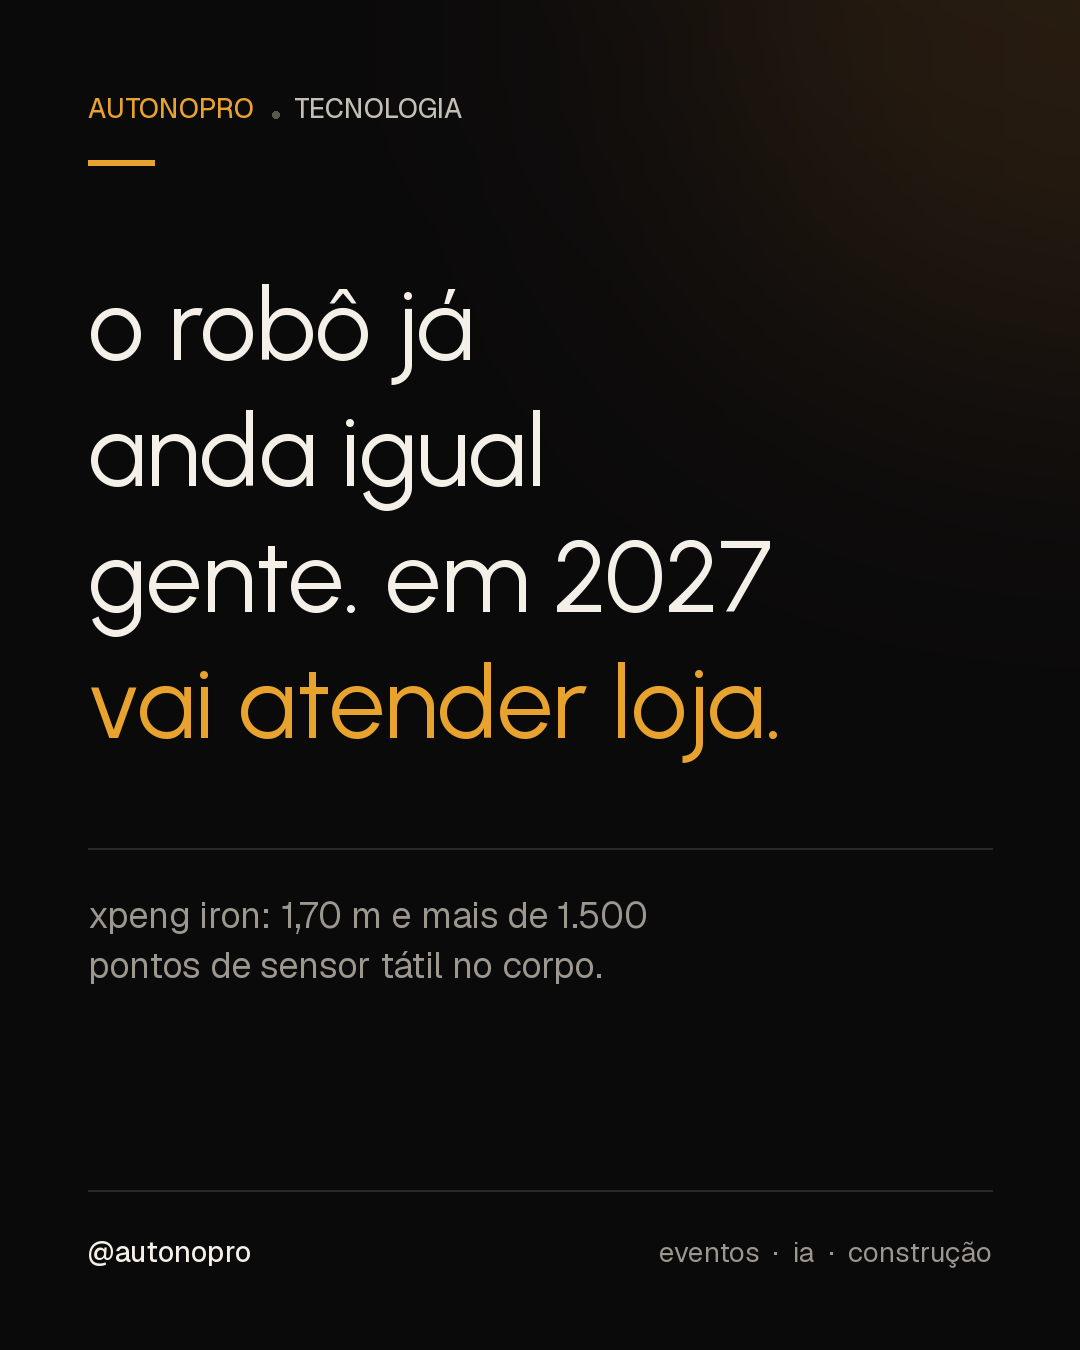 AUTONOPRO • TECNOLOGIA
o robô já
anda igual
gente. em 2027
vai atender loja.
xpeng iron: 1,70 m e mais de 1.500
pontos de sensor tátil no corpo.
@autonopro
eventos · ia · construção